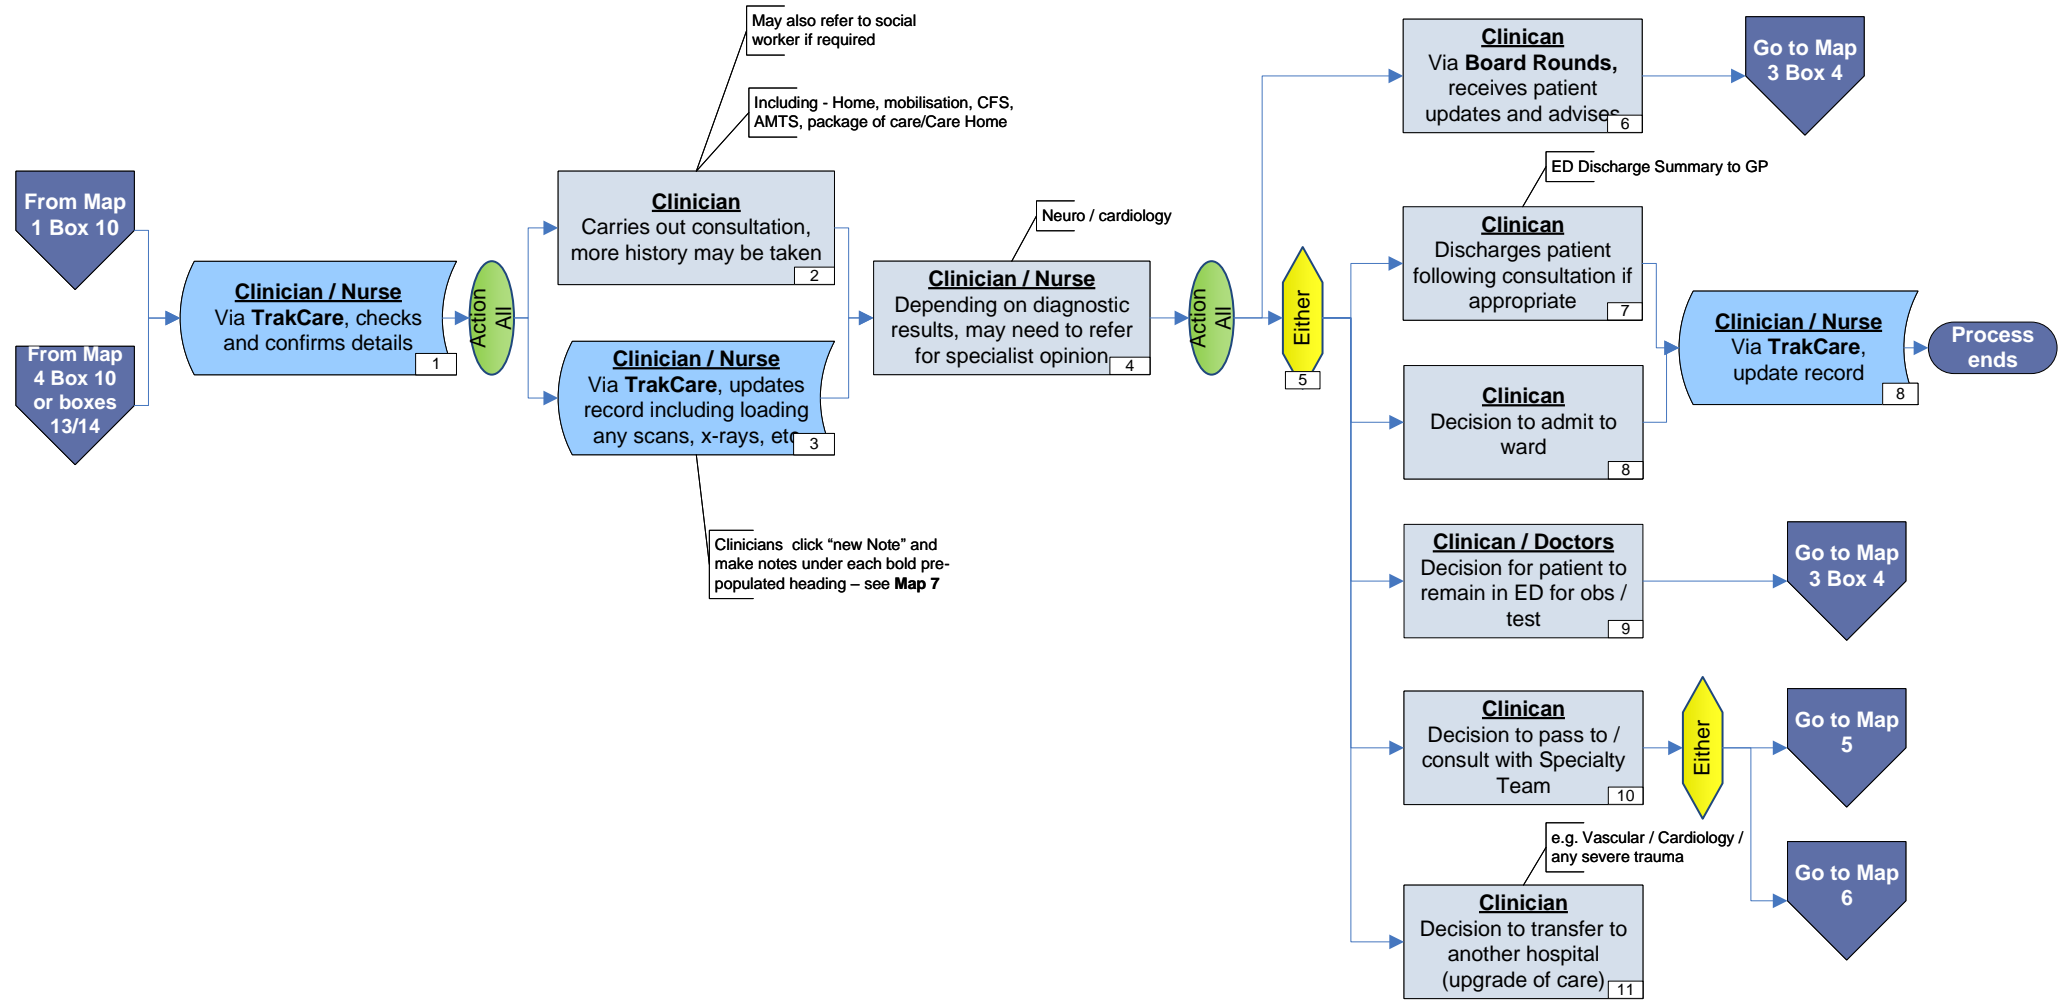 From Map
1 Box 10
From Map
4 Box 10
or boxes
13/14
Clinician / Nurse
Via TrakCare, checks
and confirms details
1
Action
All
May also refer to social
worker if required
Including - Home, mobilisation, CFS,
AMTS, package of care/Care Home
Clinician
Carries out consultation,
more history may be taken
2
Clinician / Nurse
Via TrakCare, updates
record including loading
any scans, x-rays, etc
3
Clinicians  click “new Note” and
make notes under each bold pre-
populated heading – see Map 7
Neuro / cardiology
Clinician / Nurse
Depending on diagnostic
results, may need to refer
for specialist opinion
4
Action
All
Either
5
Clinican
Via Board Rounds,
receives patient
updates and advises
6
Go to Map
3 Box 4
ED Discharge Summary to GP
Clinican
Discharges patient
following consultation if
appropriate
7
Clinican
Decision to admit to
ward
8
Clinician / Nurse
Via TrakCare,
update record
8
Process
ends
Clinican / Doctors
Decision for patient to
remain in ED for obs /
test
9
Go to Map
3 Box 4
Clinican
Decision to pass to /
consult with Specialty
Team
10
Either
Go to Map
5
Go to Map
6
e.g. Vascular / Cardiology /
any severe trauma
Clinician
Decision to transfer to
another hospital
(upgrade of care)
11